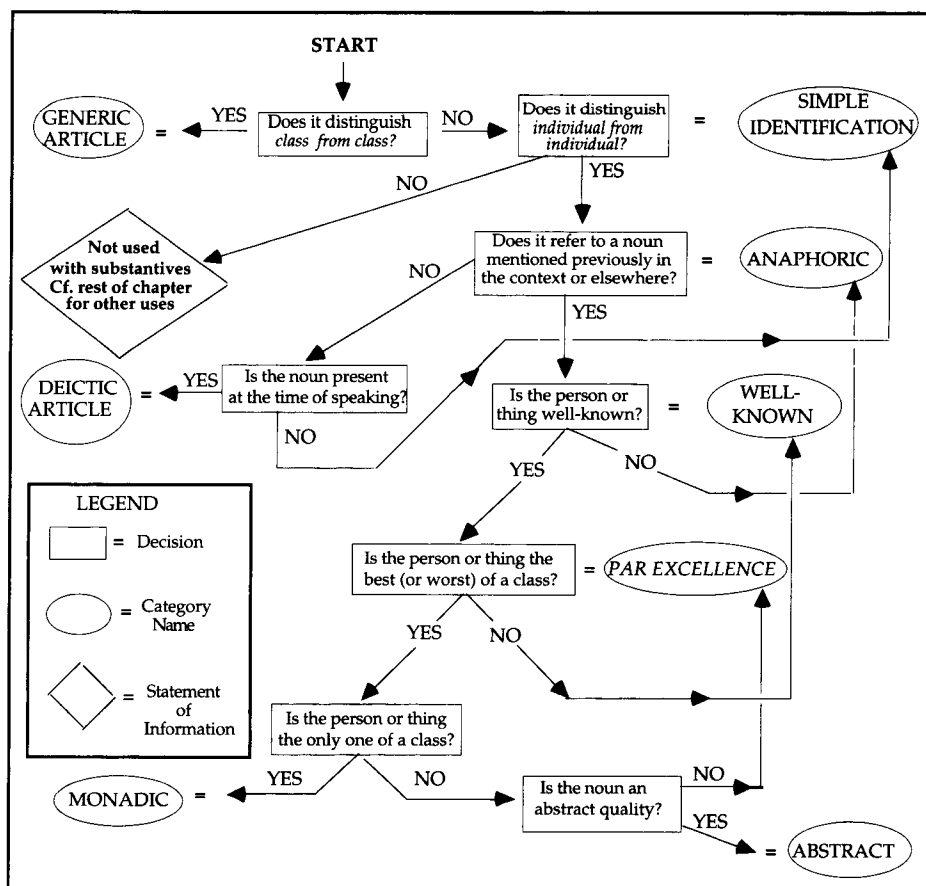 START
GENERIC
ARTICLE
=
YES
Does it distinguish
class from class?
NO
Does it distinguish
individual from
individual?
=
SIMPLE
IDENTIFICATION
NO
YES
Not used
with substantives
Cf. rest of chapter
for other uses
NO
Does it refer to a noun
mentioned previously in
the context or elsewhere?
=
ANAPHORIC
YES
DEICTIC
ARTICLE
=
YES
Is the noun present
at the time of speaking?
NO
Is the person or
thing well-known?
=
WELL-
KNOWN
YES
NO
LEGEND
= Decision
= Category
Name
= Statement
of
Information
Is the person or thing the
best (or worst) of a class?
=
PAR EXCELLENCE
YES
NO
Is the person or thing
the only one of a class?
MONADIC
=
YES
NO
Is the noun an
abstract quality?
NO
YES
=
ABSTRACT